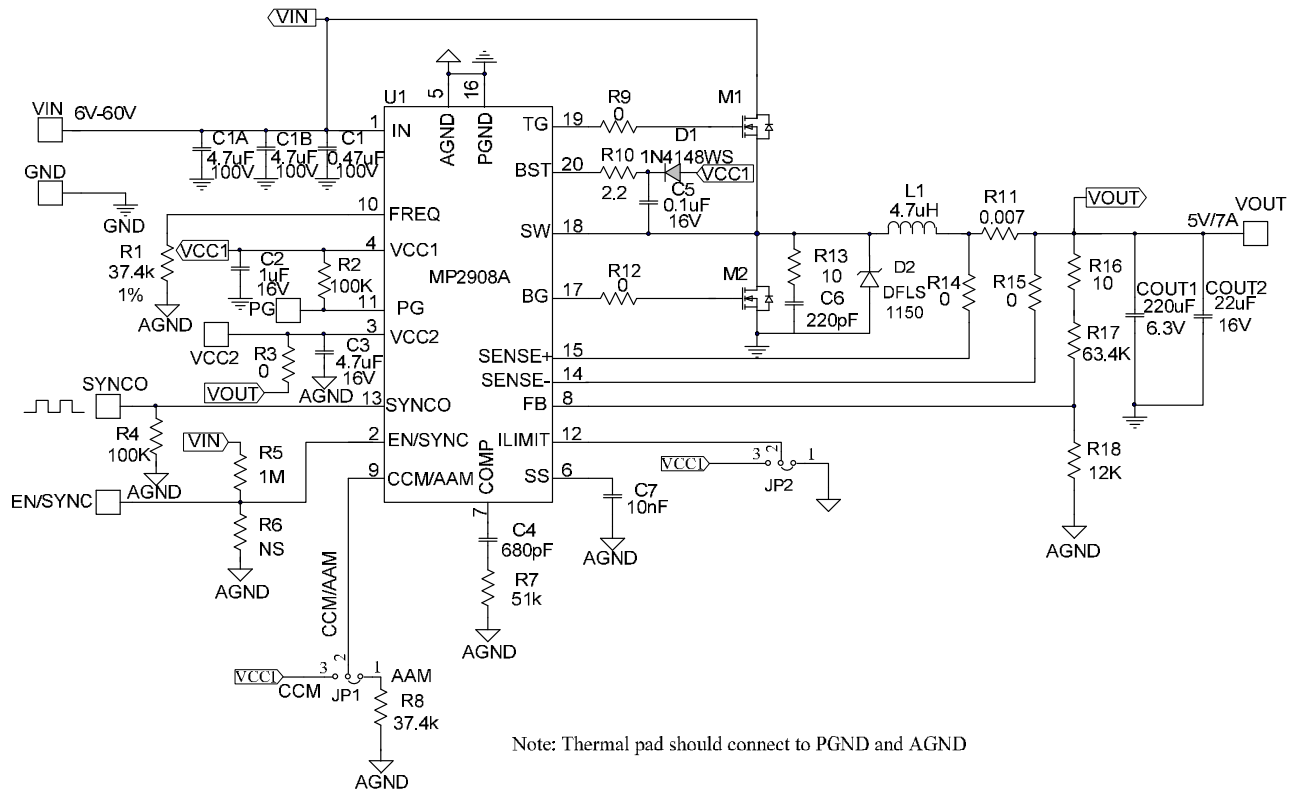 VIN
VIN 6V-60V
C1A
4.7uF
100V
C1B
4.7uF
100V
C1
0.47uF
100V
GND
GND
U1
MP2908A
1 IN
5 AGND
16 PGND
10 FREQ
4 VCC1
11 PG
3 VCC2
13 SYNCO
2 EN/SYNC
9 CCM/AAM
7 COMP
TG 19
BST 20
SW 18
BG 17
SENSE+ 15
SENSE- 14
FB 8
ILIMIT 12
SS 6
R1
37.4k
1%
AGND
VCC1
C2
1uF
16V
R2
100K
PG
VCC2
R3
0
VOUT
C3
4.7uF
16V
AGND
SYNCO
R4
100K
AGND
VIN
R5
1M
EN/SYNC
R6
NS
AGND
CCM/AAM
VCC1
3 2 1
CCM
JP1
AAM
R8
37.4k
AGND
C4
680pF
R7
51k
AGND
R9
0
M1
R10
2.2
D1
1N4148WS
VCC1
C5
0.1uF
16V
R12
0
M2
R13
10
C6
220pF
D2
DFLS
1150
L1
4.7uH
R11
0.007
R14
0
R15
0
VOUT
5V/7A
VOUT
R16
10
R17
63.4K
COUT1
220uF
6.3V
COUT2
22uF
16V
R18
12K
AGND
VCC1
3 2 1
JP2
C7
10nF
AGND
Note: Thermal pad should connect to PGND and AGND